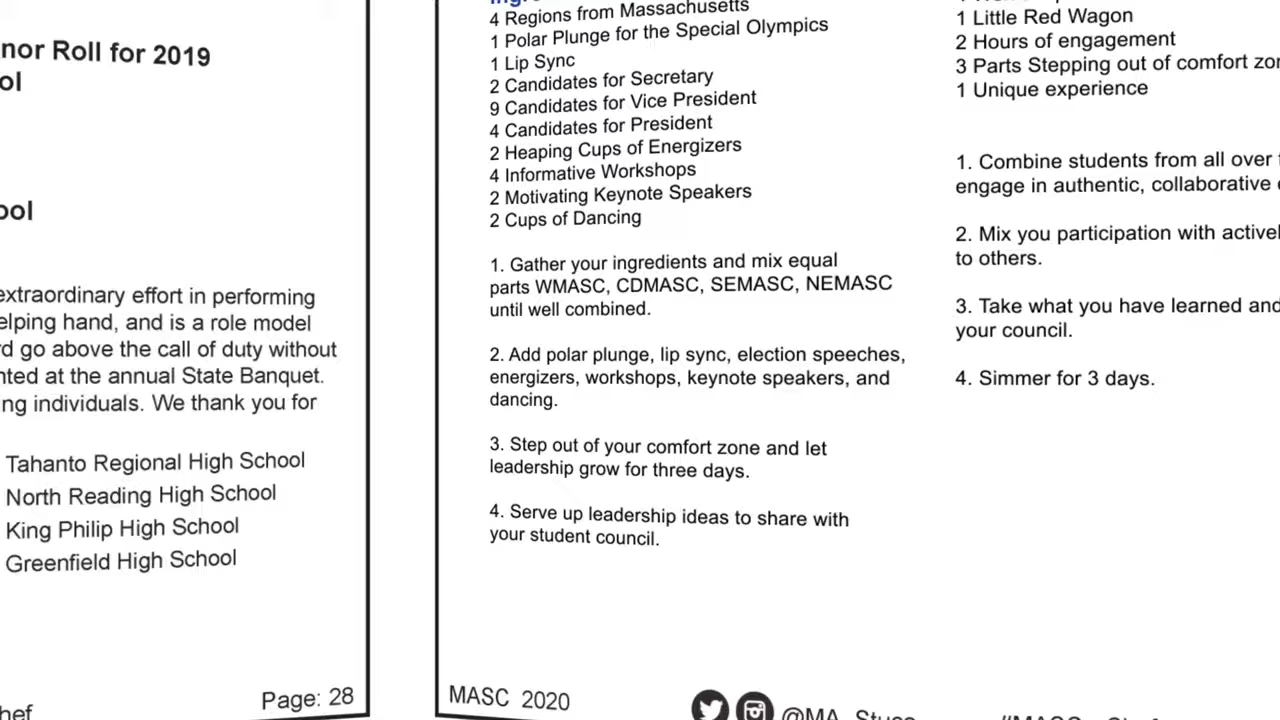 nor Roll for 2019
ol
ool
extraordinary effort in performing
elping hand, and is a role model
rd go above the call of duty without
nted at the annual State Banquet.
ng individuals. We thank you for
Tahanto Regional High School
North Reading High School
King Philip High School
Greenfield High School
hef
Page: 28
4 Regions from Massachusetts
1 Polar Plunge for the Special Olympics
1 Lip Sync
2 Candidates for Secretary
9 Candidates for Vice President
4 Candidates for President
2 Heaping Cups of Energizers
4 Informative Workshops
2 Motivating Keynote Speakers
2 Cups of Dancing
1. Gather your ingredients and mix equal
parts WMASC, CDMASC, SEMASC, NEMASC
until well combined.
2. Add polar plunge, lip sync, election speeches,
energizers, workshops, keynote speakers, and
dancing.
3. Step out of your comfort zone and let
leadership grow for three days.
4. Serve up leadership ideas to share with
your student council.
1 Little Red Wagon
2 Hours of engagement
3 Parts Stepping out of comfort zo
1 Unique experience
1. Combine students from all over
engage in authentic, collaborative
2. Mix you participation with activel
to others.
3. Take what you have learned and
your council.
4. Simmer for 3 days.
MASC 2020
@MA_Stuco